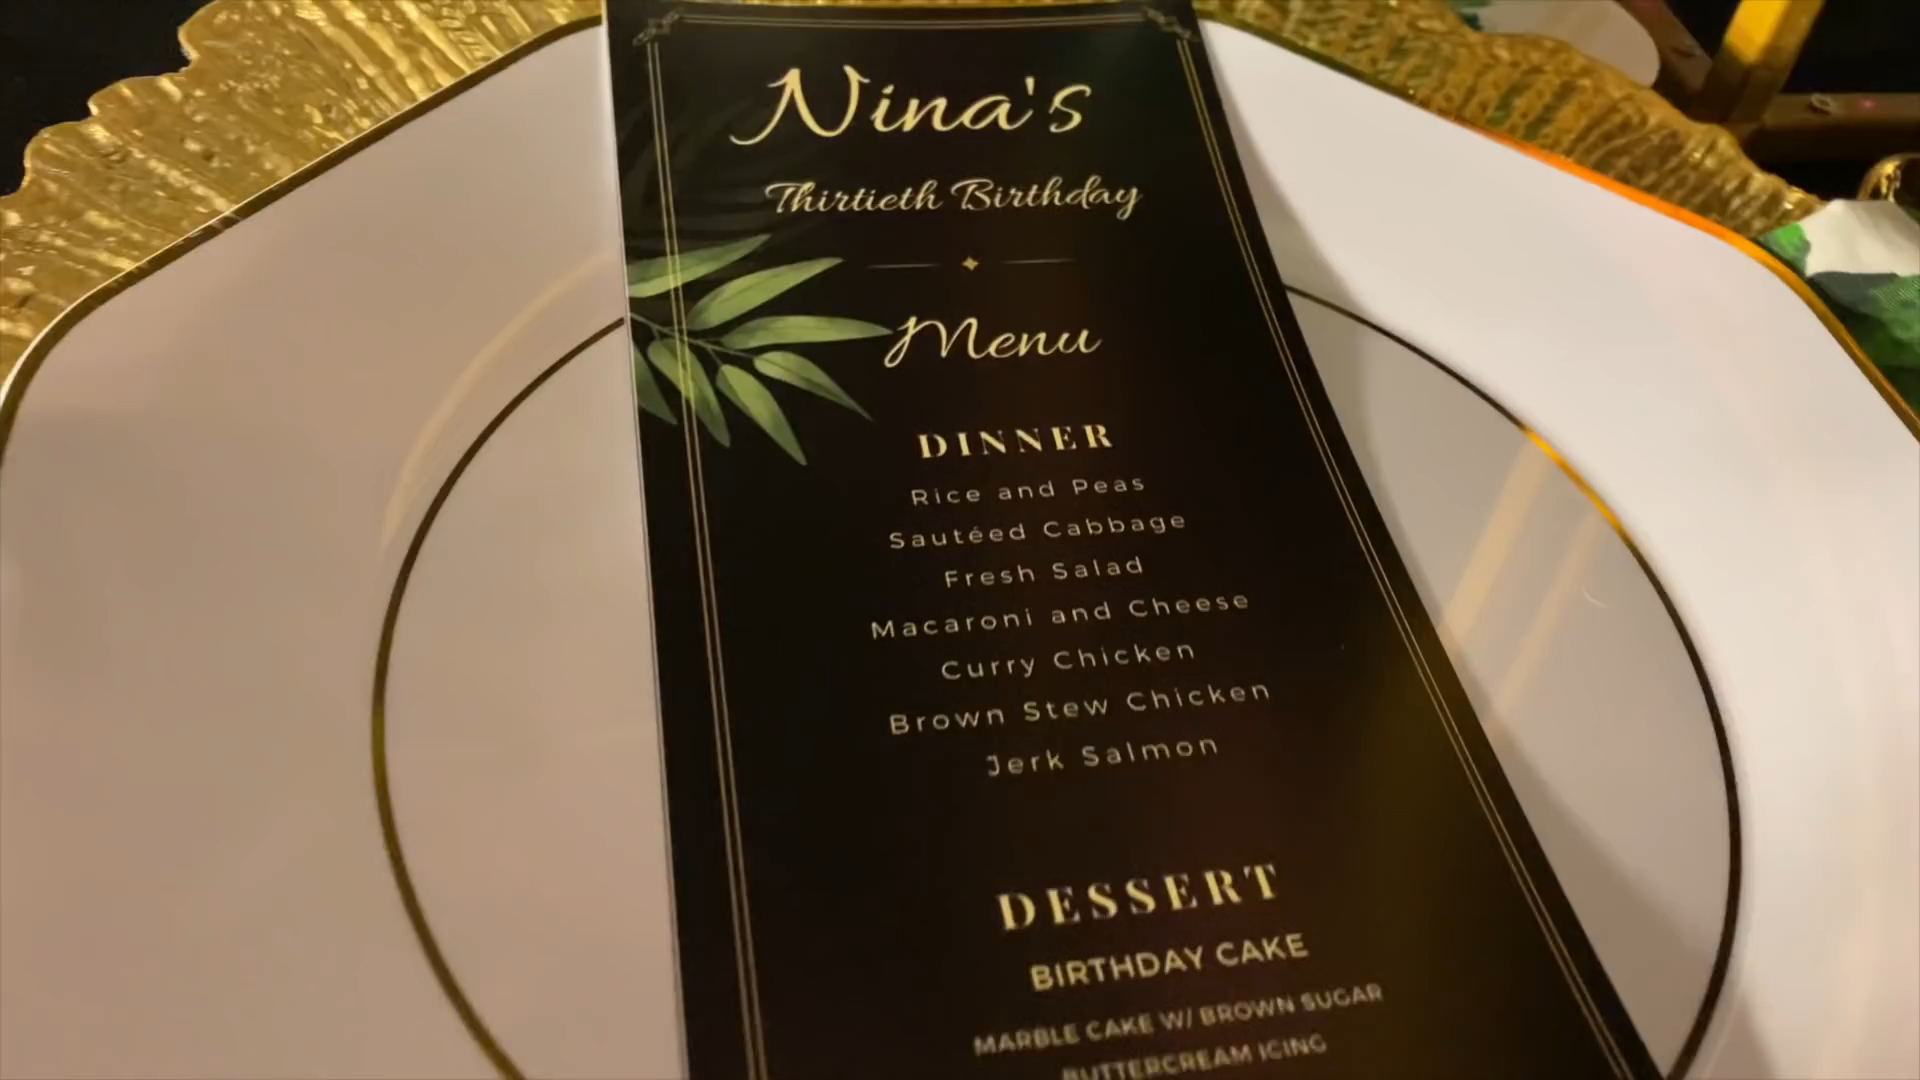 Nina's
Thirtieth Birthday
Menu
DINNER
Rice and Peas
Sautéed Cabbage
Fresh Salad
Macaroni and Cheese
Curry Chicken
Brown Stew Chicken
Jerk Salmon
DESSERT
BIRTHDAY CAKE
MARBLE CAKE W/ BROWN SUGAR
BUTTERCREAM ICING